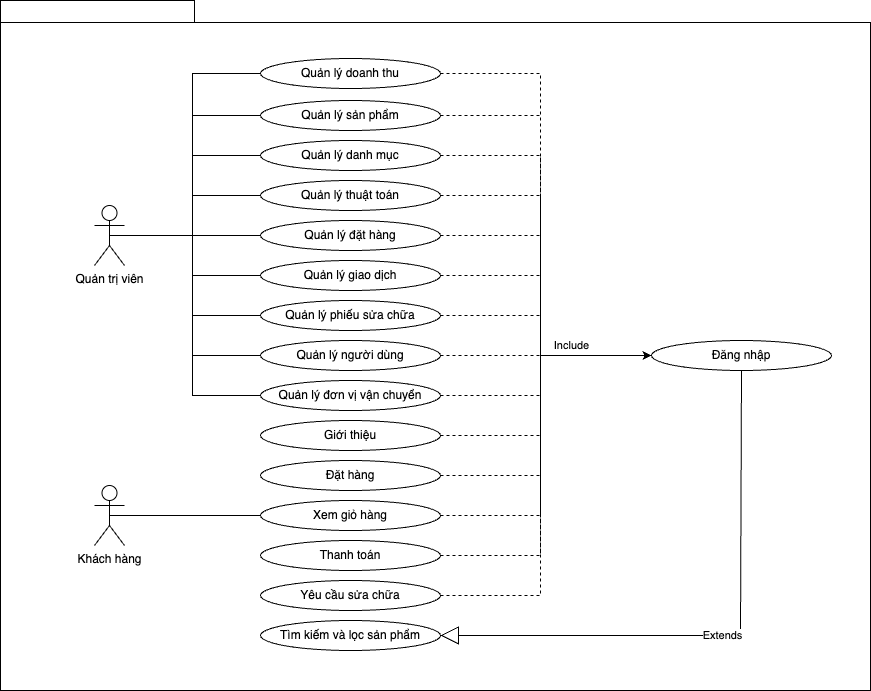 Quản lý doanh thu
Quản lý sản phẩm
Quản lý danh mục
Quản lý thuật toán
Quản lý đặt hàng
Quản trị viên
Quản lý giao dịch
Quản lý phiếu sửa chữa
Include
Quản lý người dùng
Đăng nhập
Quản lý đơn vị vận chuyển
Giới thiệu
Đặt hàng
Xem giỏ hàng
Khách hàng
Thanh toán
Yêu cầu sửa chữa
Tìm kiếm và lọc sản phẩm
Extends